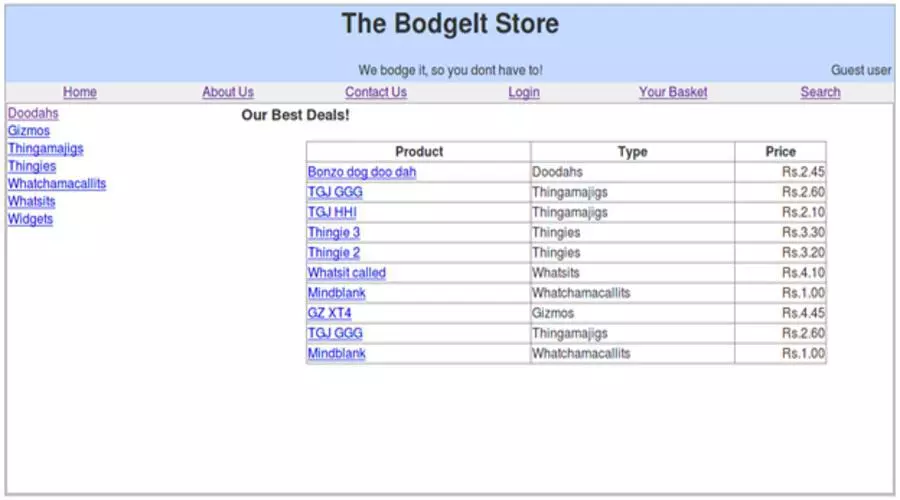 The BodgeIt Store
We bodge it, so you dont have to! Guest user
Home About Us Contact Us Login Your Basket Search
Doodahs
Gizmos
Thingamajigs
Thingies
Whatchamacallits
Whatsits
Widgets
Our Best Deals!
Product Type Price
Bonzo dog doo dah Doodahs Rs.2.45
TGJ GGG Thingamajigs Rs.2.60
TGJ HHI Thingamajigs Rs.2.10
Thingie 3 Thingies Rs.3.30
Thingie 2 Thingies Rs.3.20
Whatsit called Whatsits Rs.4.10
Mindblank Whatchamacallits Rs.1.00
GZ XT4 Gizmos Rs.4.45
TGJ GGG Thingamajigs Rs.2.60
Mindblank Whatchamacallits Rs.1.00